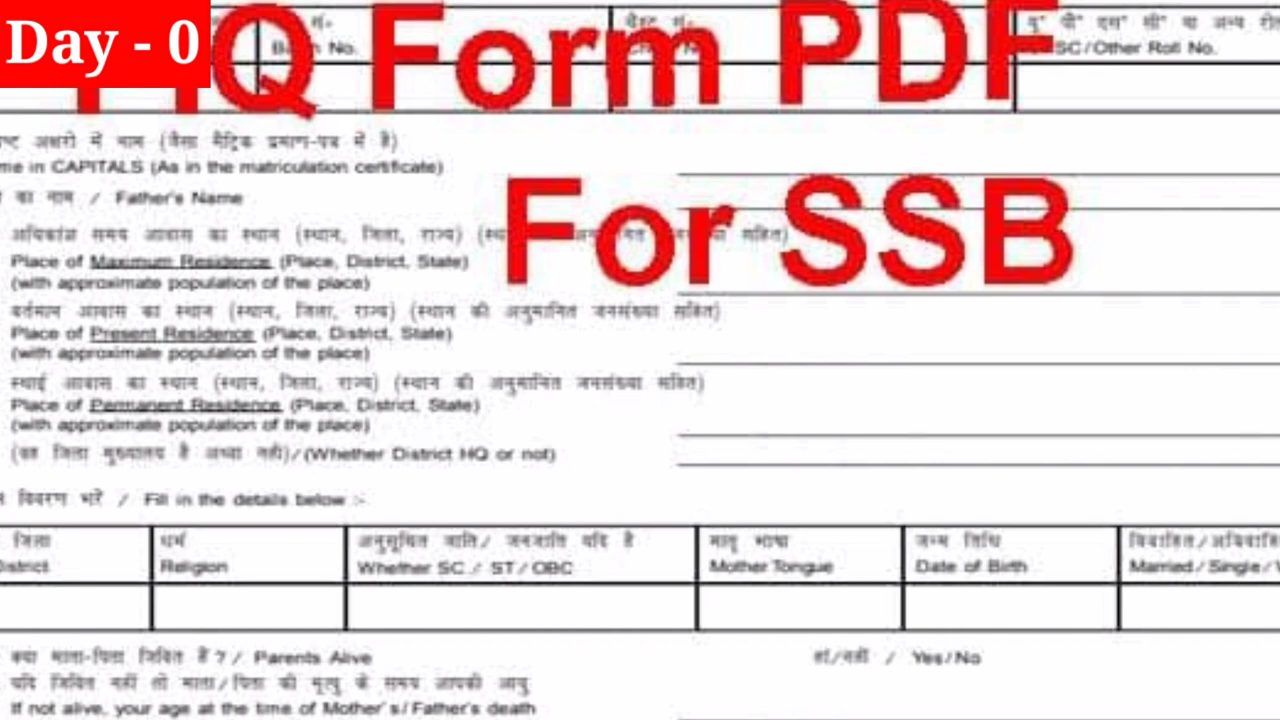 Day - 0
Q Form PDF
For SSB
सं॰
चेस्ट सं॰
यू॰ पी॰ एस॰ सी॰ या अन्य
No.
SC/Other Roll No.
अक्षरो में नाम (जैसा मैट्रिक प्रमाण-पत्र में है)
me in CAPITALS (As in the matriculation certificate)
का नाम / Father's Name
अधिकांश समय आवास का स्थान (स्थान, जिला, राज्य) सहित)
Place of Maximum Residence (Place, District, State)
(with approximate population of the place)
वर्तमान आवास का स्थान (स्थान, जिला, राज्य) (स्थान की अनुमानित जनसंख्या सहित)
Place of Present Residence (Place, District, State)
(with approximate population of the place)
स्थाई आवास का स्थान (स्थान, जिला, राज्य) (स्थान की अनुमानित जनसंख्या सहित)
Place of Permanent Residence (Place, District, State)
(with approximate population of the place)
(वह जिला मुख्यालय है अथवा नहीं)/(Whether District HQ or not)
विवरण भरें / Fill in the details below :-
जिला
धर्म
अनुसूचित जाति/ जनजाति यदि है
मातृ भाषा
जन्म तिथि
विवाहित/अविवाहि
istrict
Religion
Whether SC / ST/OBC
Mother Tongue
Date of Birth
Married/Single/
क्या माता-पिता जिवित हैं ? / Parents Alive
हां/नहीं / Yes/No
यदि जिवित नहीं तो माता/पिता की मृत्यु के समय आपकी आयु
If not alive, your age at the time of Mother's/Father's death